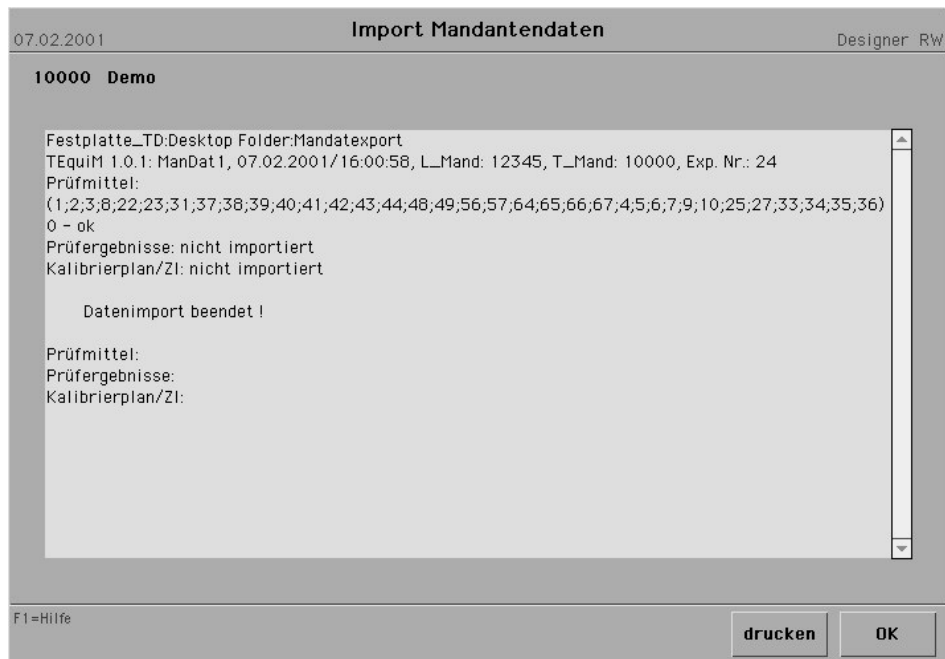 07.02.2001 Import Mandantendaten Designer RW
10000 Demo
Festplatte_TD:Desktop Folder:Mandatexport
TEquiM 1.0.1: ManDat1, 07.02.2001/16:00:58, L_Mand: 12345, T_Mand: 10000, Exp. Nr.: 24
Prüfmittel:
(1;2;3;8;22;23;31;37;38;39;40;41;42;43;44;48;49;56;57;64;65;66;67;4;5;6;7;9;10;25;27;33;34;35;36)
0 - ok
Prüfergebnisse: nicht importiert
Kalibrierplan/ZI: nicht importiert
Datenimport beendet !
Prüfmittel:
Prüfergebnisse:
Kalibrierplan/ZI:
F1=Hilfe
drucken OK